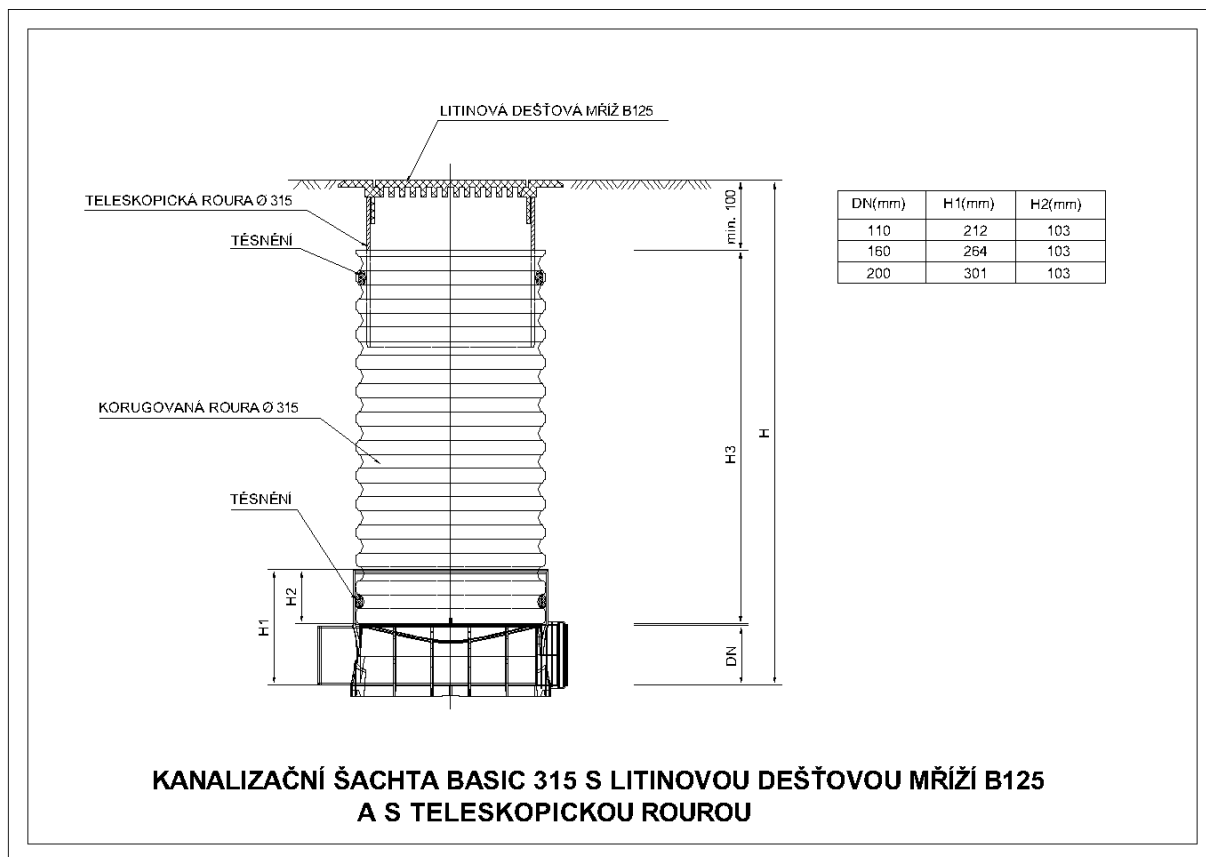 LITINOVÁ DEŠŤOVÁ MŘÍŽ B125
TELESKOPICKÁ ROURA Ø 315
TĚSNĚNÍ
KORUGOVANÁ ROURA Ø 315
TĚSNĚNÍ
H1
H2
min. 100
H3
H
DN
DN(mm) H1(mm) H2(mm)
110 212 103
160 264 103
200 301 103
KANALIZAČNÍ ŠACHTA BASIC 315 S LITINOVOU DEŠŤOVOU MŘÍŽÍ B125
A S TELESKOPICKOU ROUROU